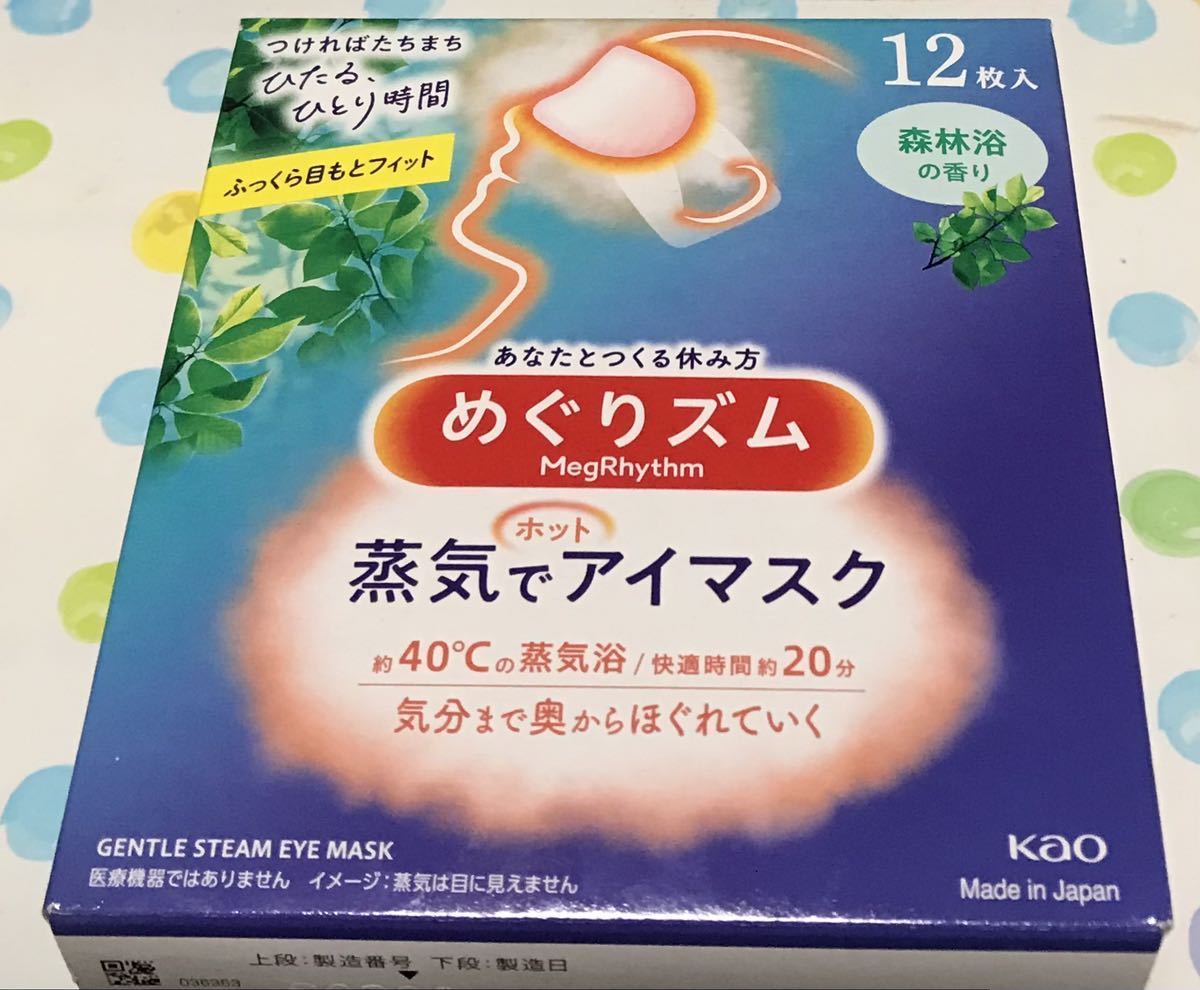 つければたちまち
ひたる、
ひとり時間
ふっくら目もとフィット
12枚入
森林浴
の香り
あなたとつくる休み方
めぐりズム
MegRhythm
ホット
蒸気でアイマスク
約40℃の蒸気浴/快適時間約20分
気分まで奥からほぐれていく
GENTLE STEAM EYE MASK
医療機器ではありません イメージ:蒸気は目に見えません
Kao
Made in Japan
上段:製造番号 下段:製造日
036363